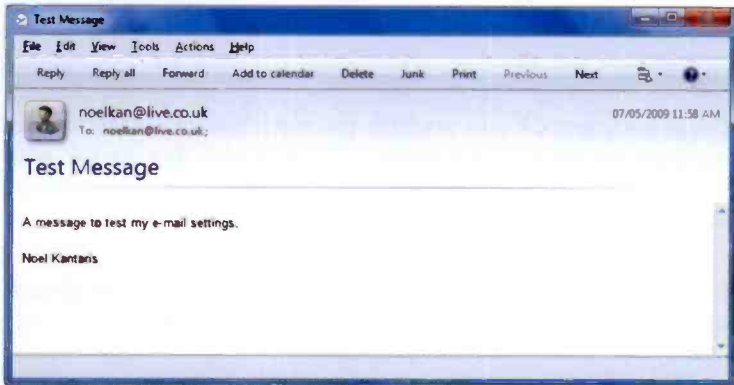 Test Message
File Edit View Tools Actions Help
Reply Reply all Forward Add to calendar Delete Junk Print Previous Next
noelkan@live.co.uk 07/05/2009 11:58 AM
To: noelkan@live.co.uk;
Test Message
A message to test my e-mail settings.
Noel Kantaris